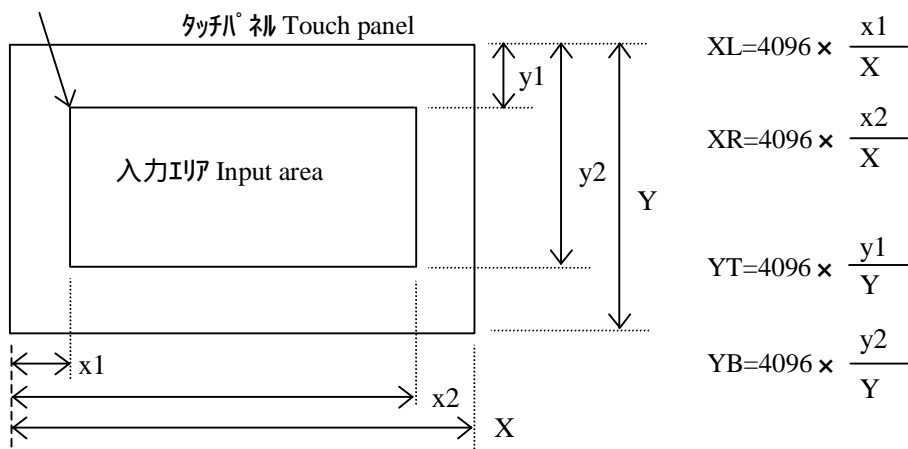 タッチパネル Touch panel
入力エリア Input area
y1
y2
Y
x1
x2
X
XL=4096 × x1/X
XR=4096 × x2/X
YT=4096 × y1/Y
YB=4096 × y2/Y